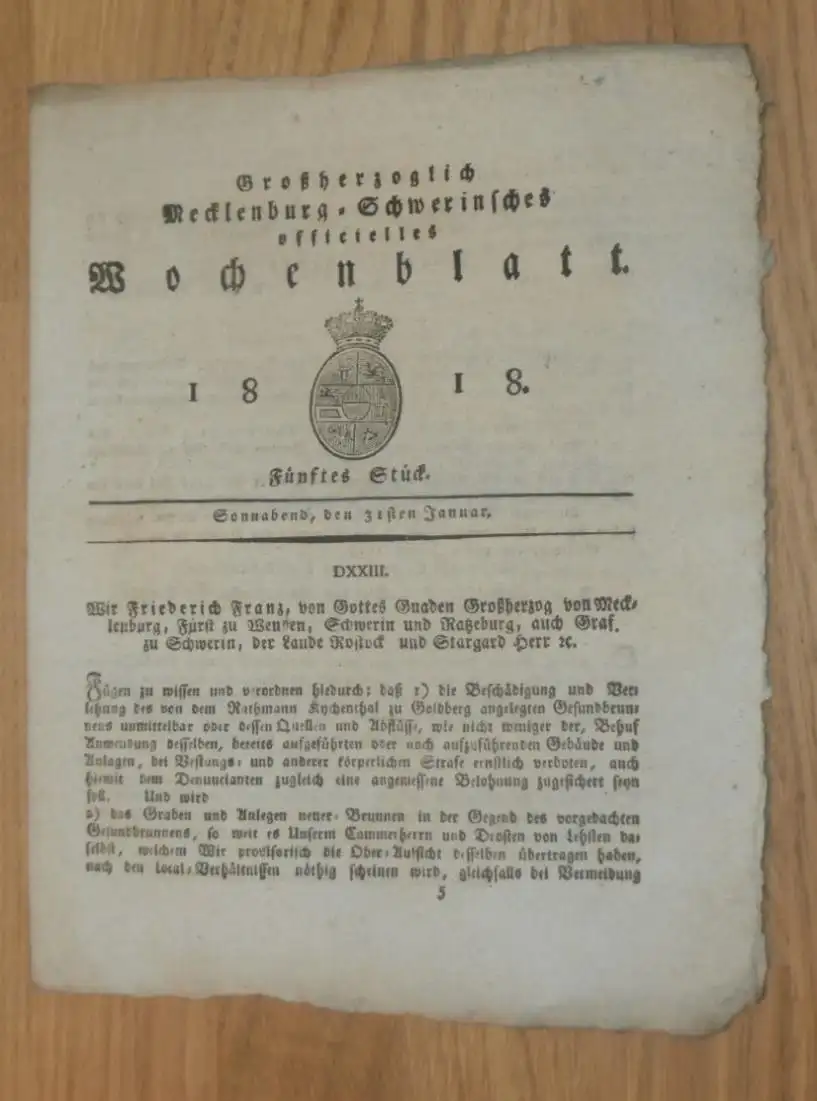 Großherzoglich
Mecklenburg-Schwerinsches
officielles
Wochenblatt.
1818.
Fünftes Stück.
Sonnabend, den 31sten Januar.
DXXIII.
Wir Friederich Franz, von Gottes Gnaden Großherzog von Meck-
lenburg, Fürst zu Wenden, Schwerin und Ratzeburg, auch Graf
zu Schwerin, der Lande Rostock und Stargard Herr ꝛc.
Fügen zu wissen und verordnen hiedurch: daß 1) die Beschädigung und Ver-
letzung des von dem Rathmann Kychenthal zu Goldberg angelegten Gesundbrun-
nens unmittelbar oder dessen Quellen und Abflüsse, wie nicht weniger der, Behuf
Anwendung desselben, bereits aufgeführten oder noch aufzuführenden Gebäude und
Anlagen, bei Vestungs- und anderer körperlichen Strafe ernstlich verboten, auch
hiemit dem Denuncianten zugleich eine angemessene Belohnung zugesichert seyn
soll. Und wird
2) das Graben und Anlegen neuer Brunnen in der Gegend des vorgedachten
Gesundbrunnens, so weit es Unserm Cammerherrn und Drosten von Lehsten da-
selbst, welchem Wir provisorisch die Ober-Aufsicht desselben übertragen haben,
nach den Local-Verhältnissen nöthig scheinen wird, gleichfalls bei Vermeidung
5